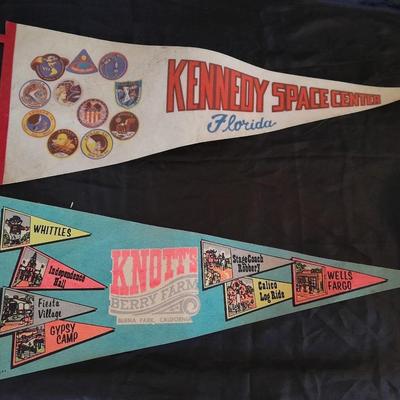 KENNEDY SPACE CENTER
Florida
WHITTLES
Independence
Hall
Fiesta
Village
GYPSY
CAMP
KNOTT'S
BERRY FARM
BUENA PARK, CALIFORNIA
StageCoach
Robbery
Calico
Log Ride
WELLS
FARGO